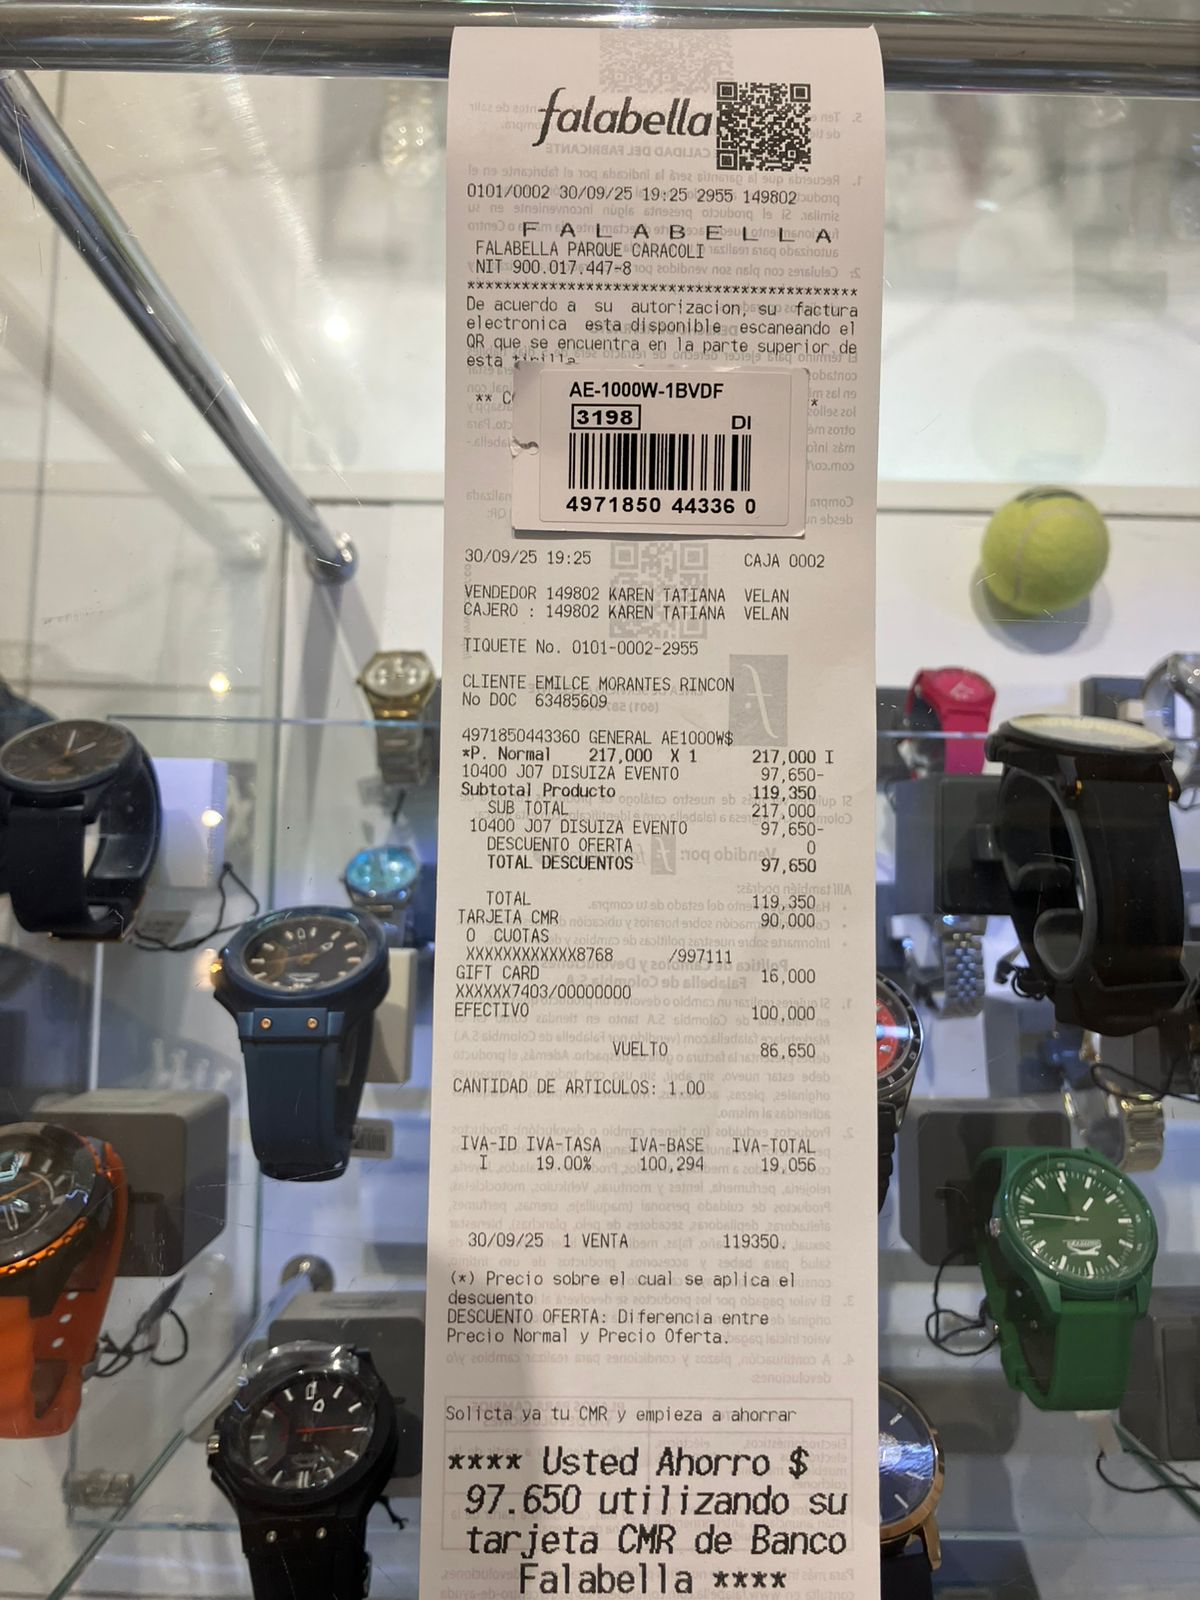 falabella
0101/0002 30/09/25 19:25 2955 149802
F A L A B E L L A
FALABELLA PARQUE CARACOLI
NIT 900.017.447-8
******************************************
De acuerdo a su autorizacion, su factura
electronica esta disponible escaneando el
QR que se encuentra en la parte superior de
esta tirilla
** C
*
AE-1000W-1BVDF
3198
DI
4971850 44336 0
30/09/25 19:25 CAJA 0002
VENDEDOR 149802 KAREN TATIANA VELAN
CAJERO : 149802 KAREN TATIANA VELAN
TIQUETE No. 0101-0002-2955
CLIENTE EMILCE MORANTES RINCON
No DOC 63485609
4971850443360 GENERAL AE1000W$
*P. Normal 217,000 X 1 217,000 I
10400 J07 DISUIZA EVENTO 97,650-
Subtotal Producto 119,350
SUB TOTAL 217,000
10400 J07 DISUIZA EVENTO 97,650-
DESCUENTO OFERTA 0
TOTAL DESCUENTOS 97,650
TOTAL 119,350
TARJETA CMR 90,000
0 CUOTAS
XXXXXXXXXXXX8768 /997111
GIFT CARD 16,000
XXXXXX7403/00000000
EFECTIVO 100,000
VUELTO 86,650
CANTIDAD DE ARTICULOS: 1.00
IVA-ID IVA-TASA IVA-BASE IVA-TOTAL
I 19.00% 100,294 19,056
30/09/25 1 VENTA 119350.
(*) Precio sobre el cual se aplica el
descuento
DESCUENTO OFERTA: Diferencia entre
Precio Normal y Precio Oferta.
Solicta ya tu CMR y empieza a ahorrar
**** Usted Ahorro $
97.650 utilizando su
tarjeta CMR de Banco
Falabella ****